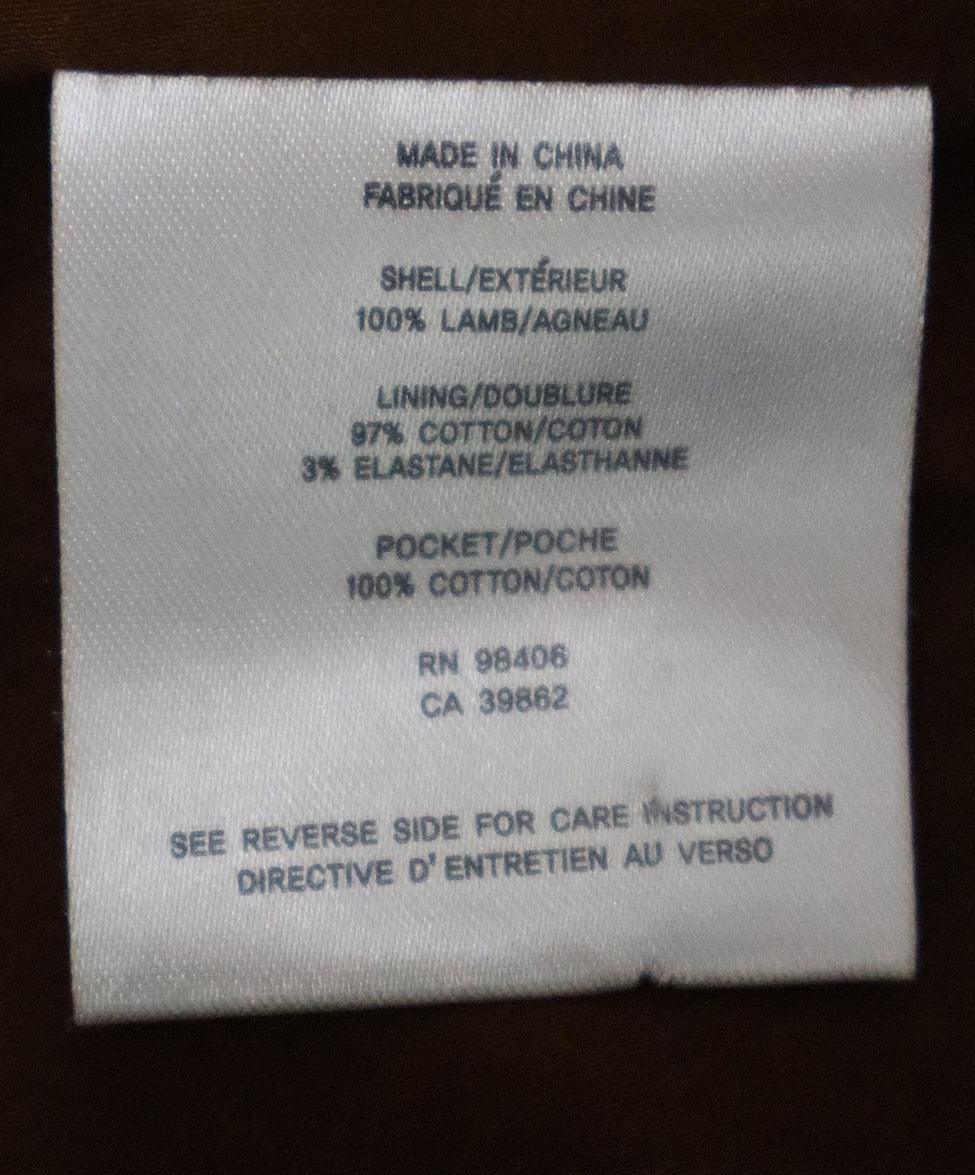 MADE IN CHINA
FABRIQUÉ EN CHINE
SHELL/EXTÉRIEUR
100% LAMB/AGNEAU
LINING/DOUBLURE
97% COTTON/COTON
3% ELASTANE/ELASTHANNE
POCKET/POCHE
100% COTTON/COTON
RN 98406
CA 39862
SEE REVERSE SIDE FOR CARE INSTRUCTION
DIRECTIVE D' ENTRETIEN AU VERSO